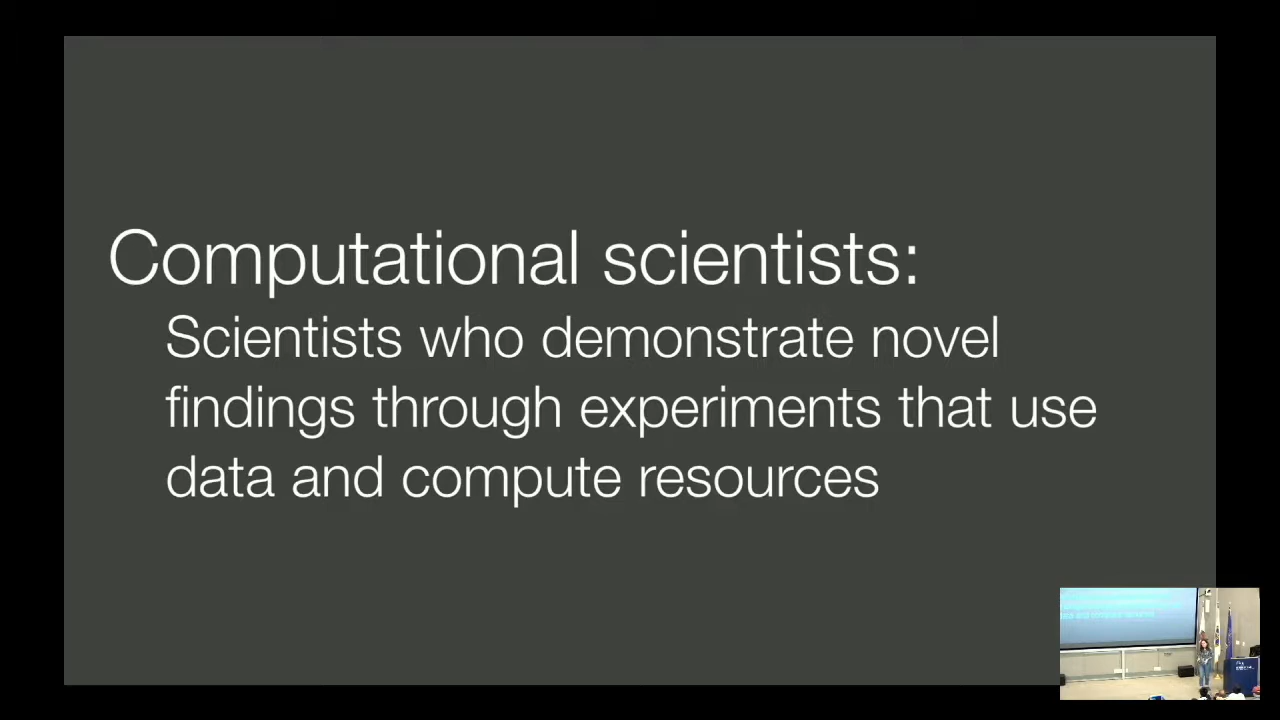 Computational scientists:
Scientists who demonstrate novel
findings through experiments that use
data and compute resources